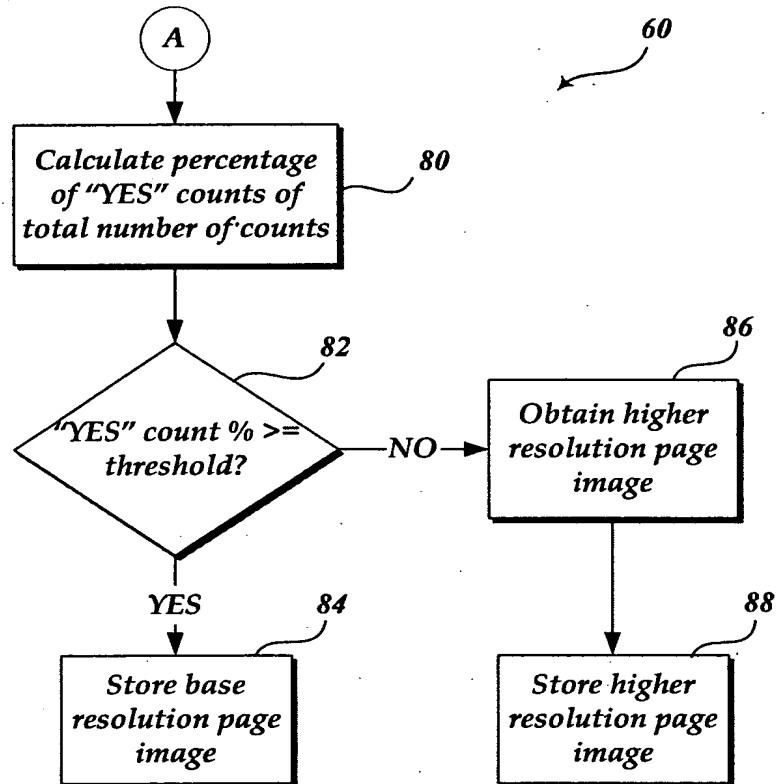 A
60
Calculate percentage
of "YES" counts of
total number of counts
80
82
"YES" count % >=
threshold?
NO
86
Obtain higher
resolution page
image
YES
84
Store base
resolution page
image
88
Store higher
resolution page
image